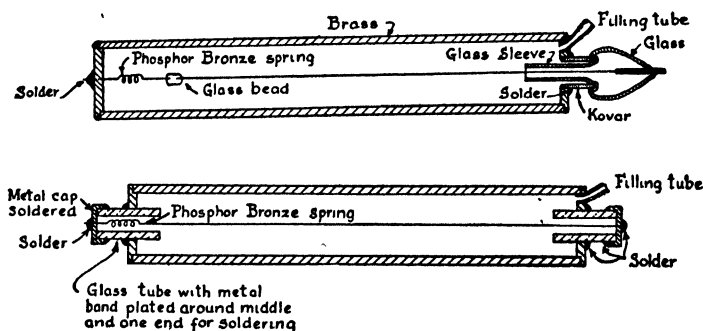 Brass
Filling tube
Phosphor Bronze spring
Glass Sleeve
Glass
Solder
Glass bead
Solder
Kovar
Metal cap
soldered
Filling tube
Phosphor Bronze spring
Solder
Solder
Glass tube with metal
band plated around middle
and one end for soldering